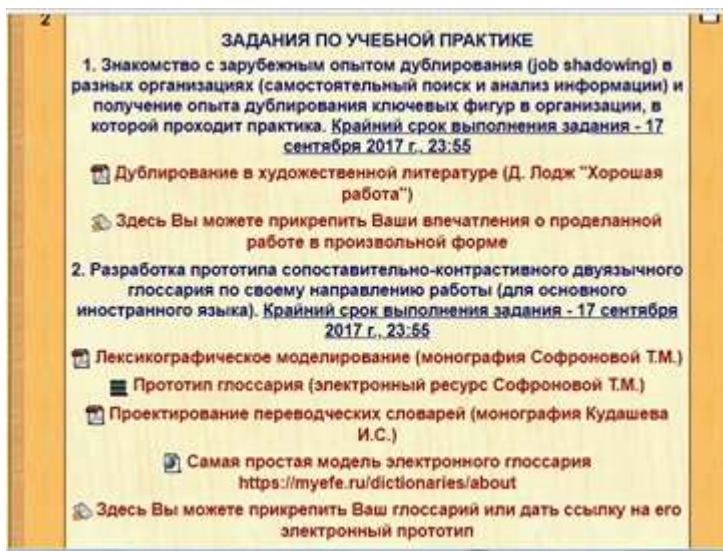 2
ЗАДАНИЯ ПО УЧЕБНОЙ ПРАКТИКЕ
1. Знакомство с зарубежным опытом дублирования (job shadowing) в
разных организациях (самостоятельный поиск и анализ информации) и
получение опыта дублирования ключевых фигур в организации, в
которой проходит практика. Крайний срок выполнения задания - 17
сентября 2017 г., 23:55
Дублирование в художественной литературе (Д. Лодж "Хорошая
работа")
Здесь Вы можете прикрепить Ваши впечатления о проделанной
работе в произвольной форме
2. Разработка прототипа сопоставительно-контрастивного двуязычного
глоссария по своему направлению работы (для основного
иностранного языка). Крайний срок выполнения задания - 17 сентября
2017 г., 23:55
Лексикографическое моделирование (монография Софроновой Т.М.)
Прототип глоссария (электронный ресурс Софроновой Т.М.)
Проектирование переводческих словарей (монография Кудашева
И.С.)
Самая простая модель электронного глоссария
https://myefe.ru/dictionaries/about
Здесь Вы можете прикрепить Ваш глоссарий или дать ссылку на его
электронный прототип